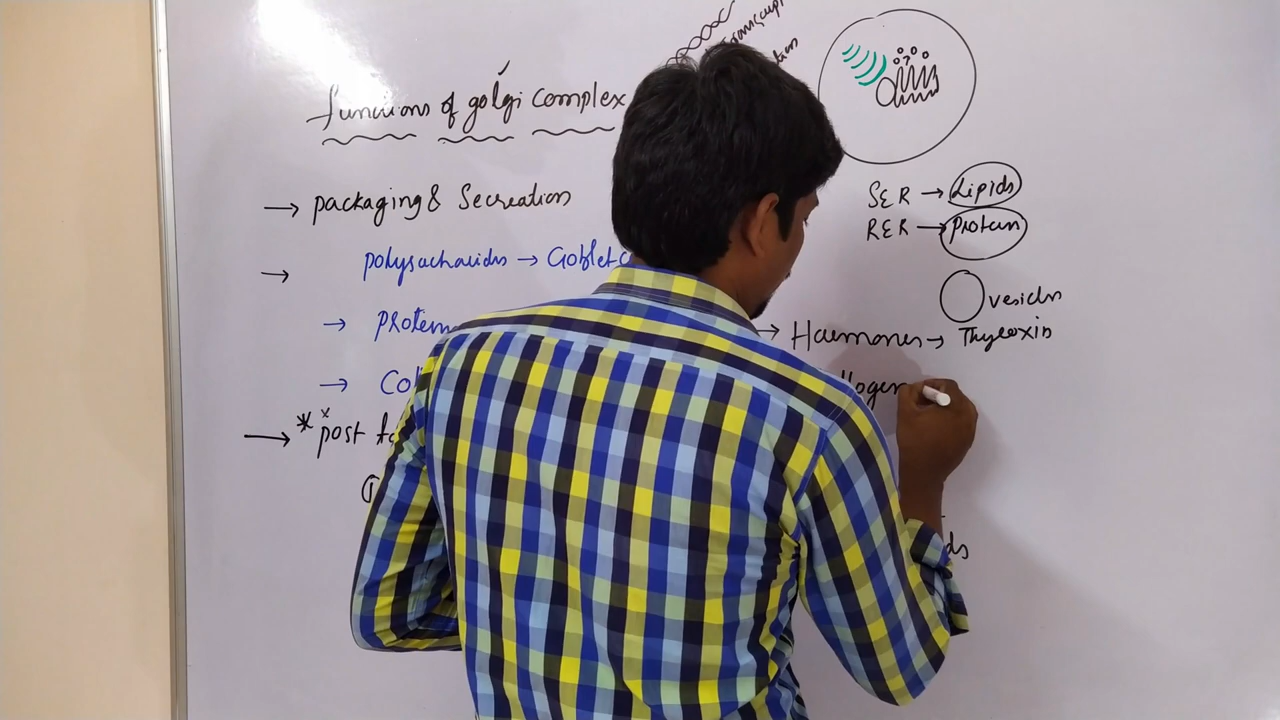 transcrip
functions of golgi complex
→ packaging & Secreation
→ polysacharids → Goblet c
→ protein
→ Col
→ * post t
SER → Lipids
RER → protein
vesicles
→ Haemones → Thyroxin
llogen
ds